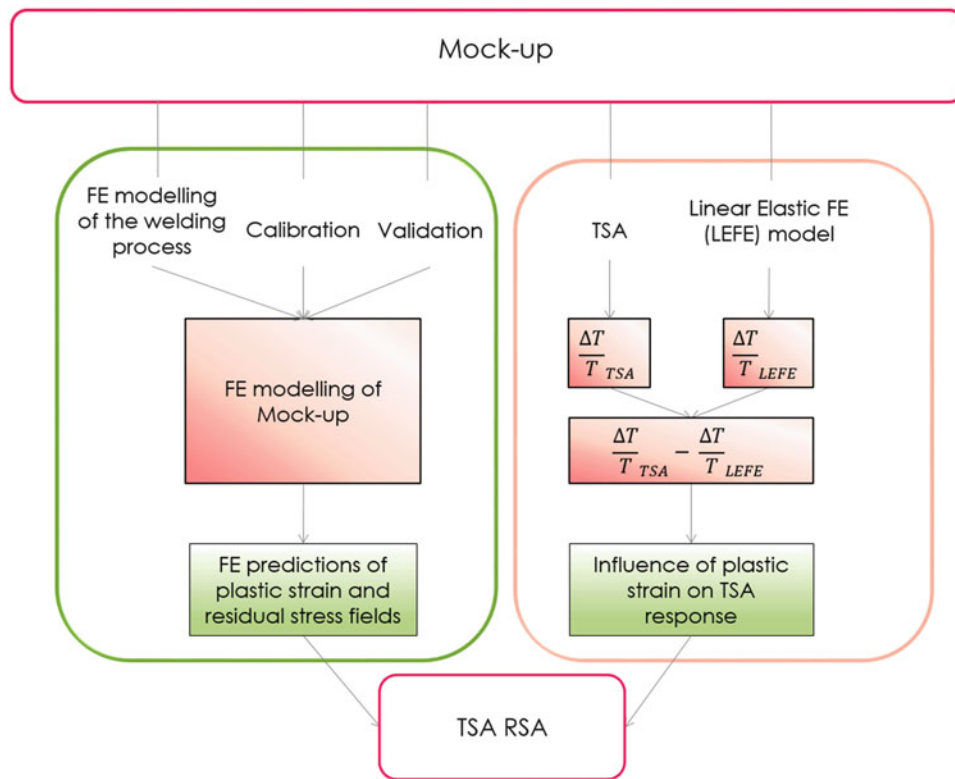 Mock-up
FE modelling
of the welding
process
Calibration
Validation
TSA
Linear Elastic FE
(LEFE) model
FE modelling of
Mock-up
ΔT/T TSA
ΔT/T LEFE
ΔT/T TSA − ΔT/T LEFE
FE predictions of
plastic strain and
residual stress fields
Influence of plastic
strain on TSA
response
TSA RSA